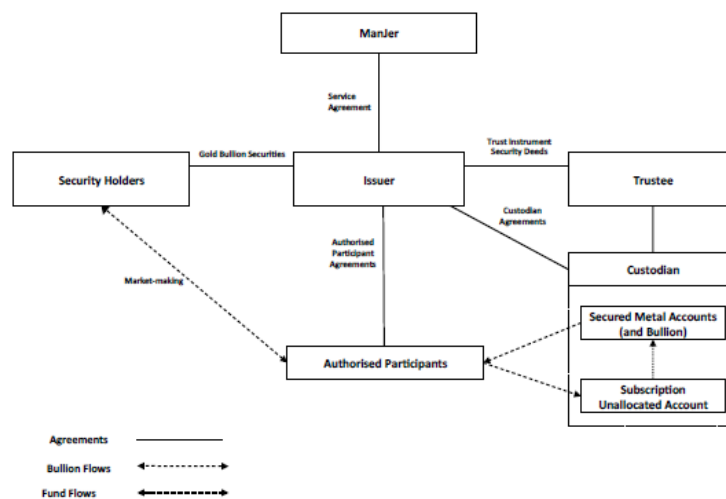 ManJer
Service
Agreement
Gold Bullion Securities
Trust Instrument
Security Deeds
Security Holders
Issuer
Trustee
Custodian
Agreements
Authorised
Participant
Agreements
Custodian
Market-making
Secured Metal Accounts
(and Bullion)
Authorised Participants
Subscription
Unallocated Account
Agreements
Bullion Flows
Fund Flows